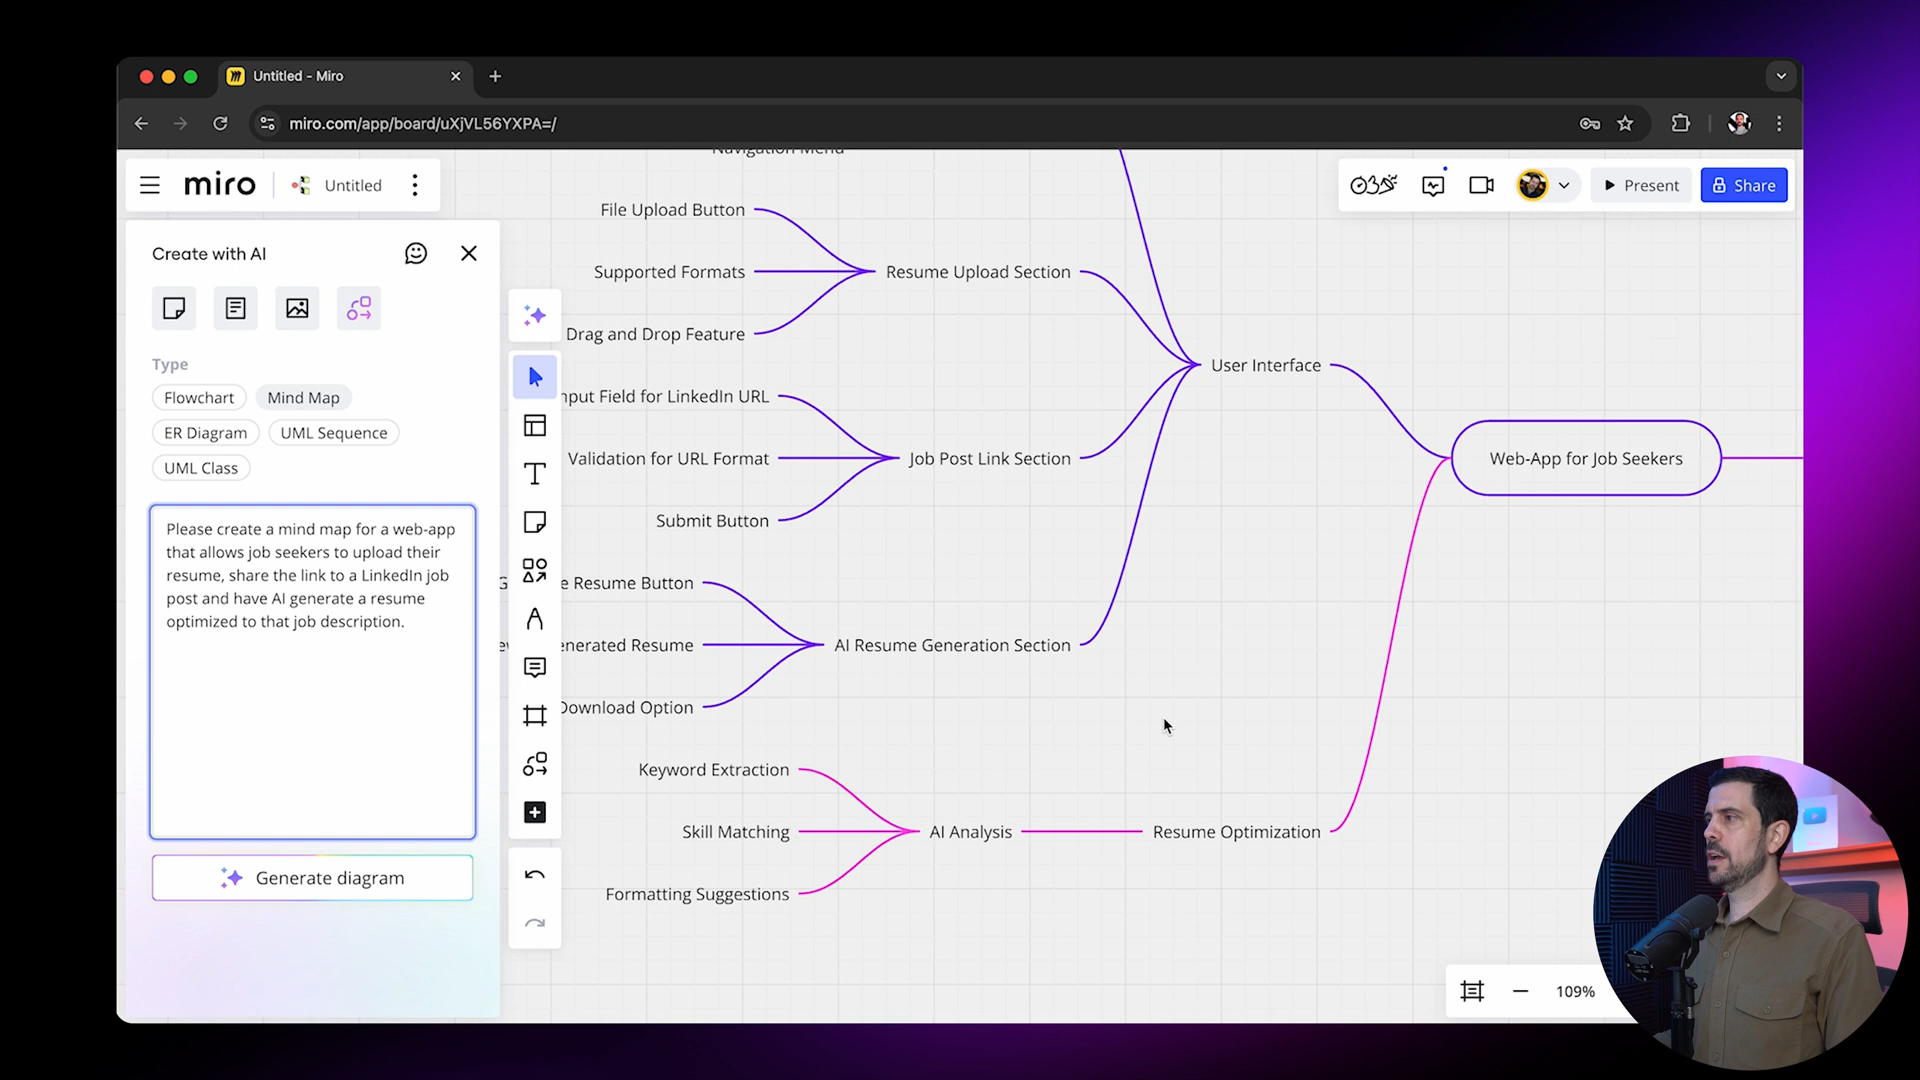 Untitled - Miro
miro.com/app/board/uXjVL56YXPA=/
miro
Untitled
Present
Share
Create with AI
Type
Flowchart
Mind Map
ER Diagram
UML Sequence
UML Class
Please create a mind map for a web-app
that allows job seekers to upload their
resume, share the link to a LinkedIn job
post and have AI generate a resume
optimized to that job description.
Generate diagram
Navigation Menu
File Upload Button
Supported Formats
Drag and Drop Feature
Resume Upload Section
nput Field for LinkedIn URL
Validation for URL Format
Submit Button
Job Post Link Section
e Resume Button
enerated Resume
Download Option
AI Resume Generation Section
User Interface
Web-App for Job Seekers
Keyword Extraction
Skill Matching
Formatting Suggestions
AI Analysis
Resume Optimization
109%